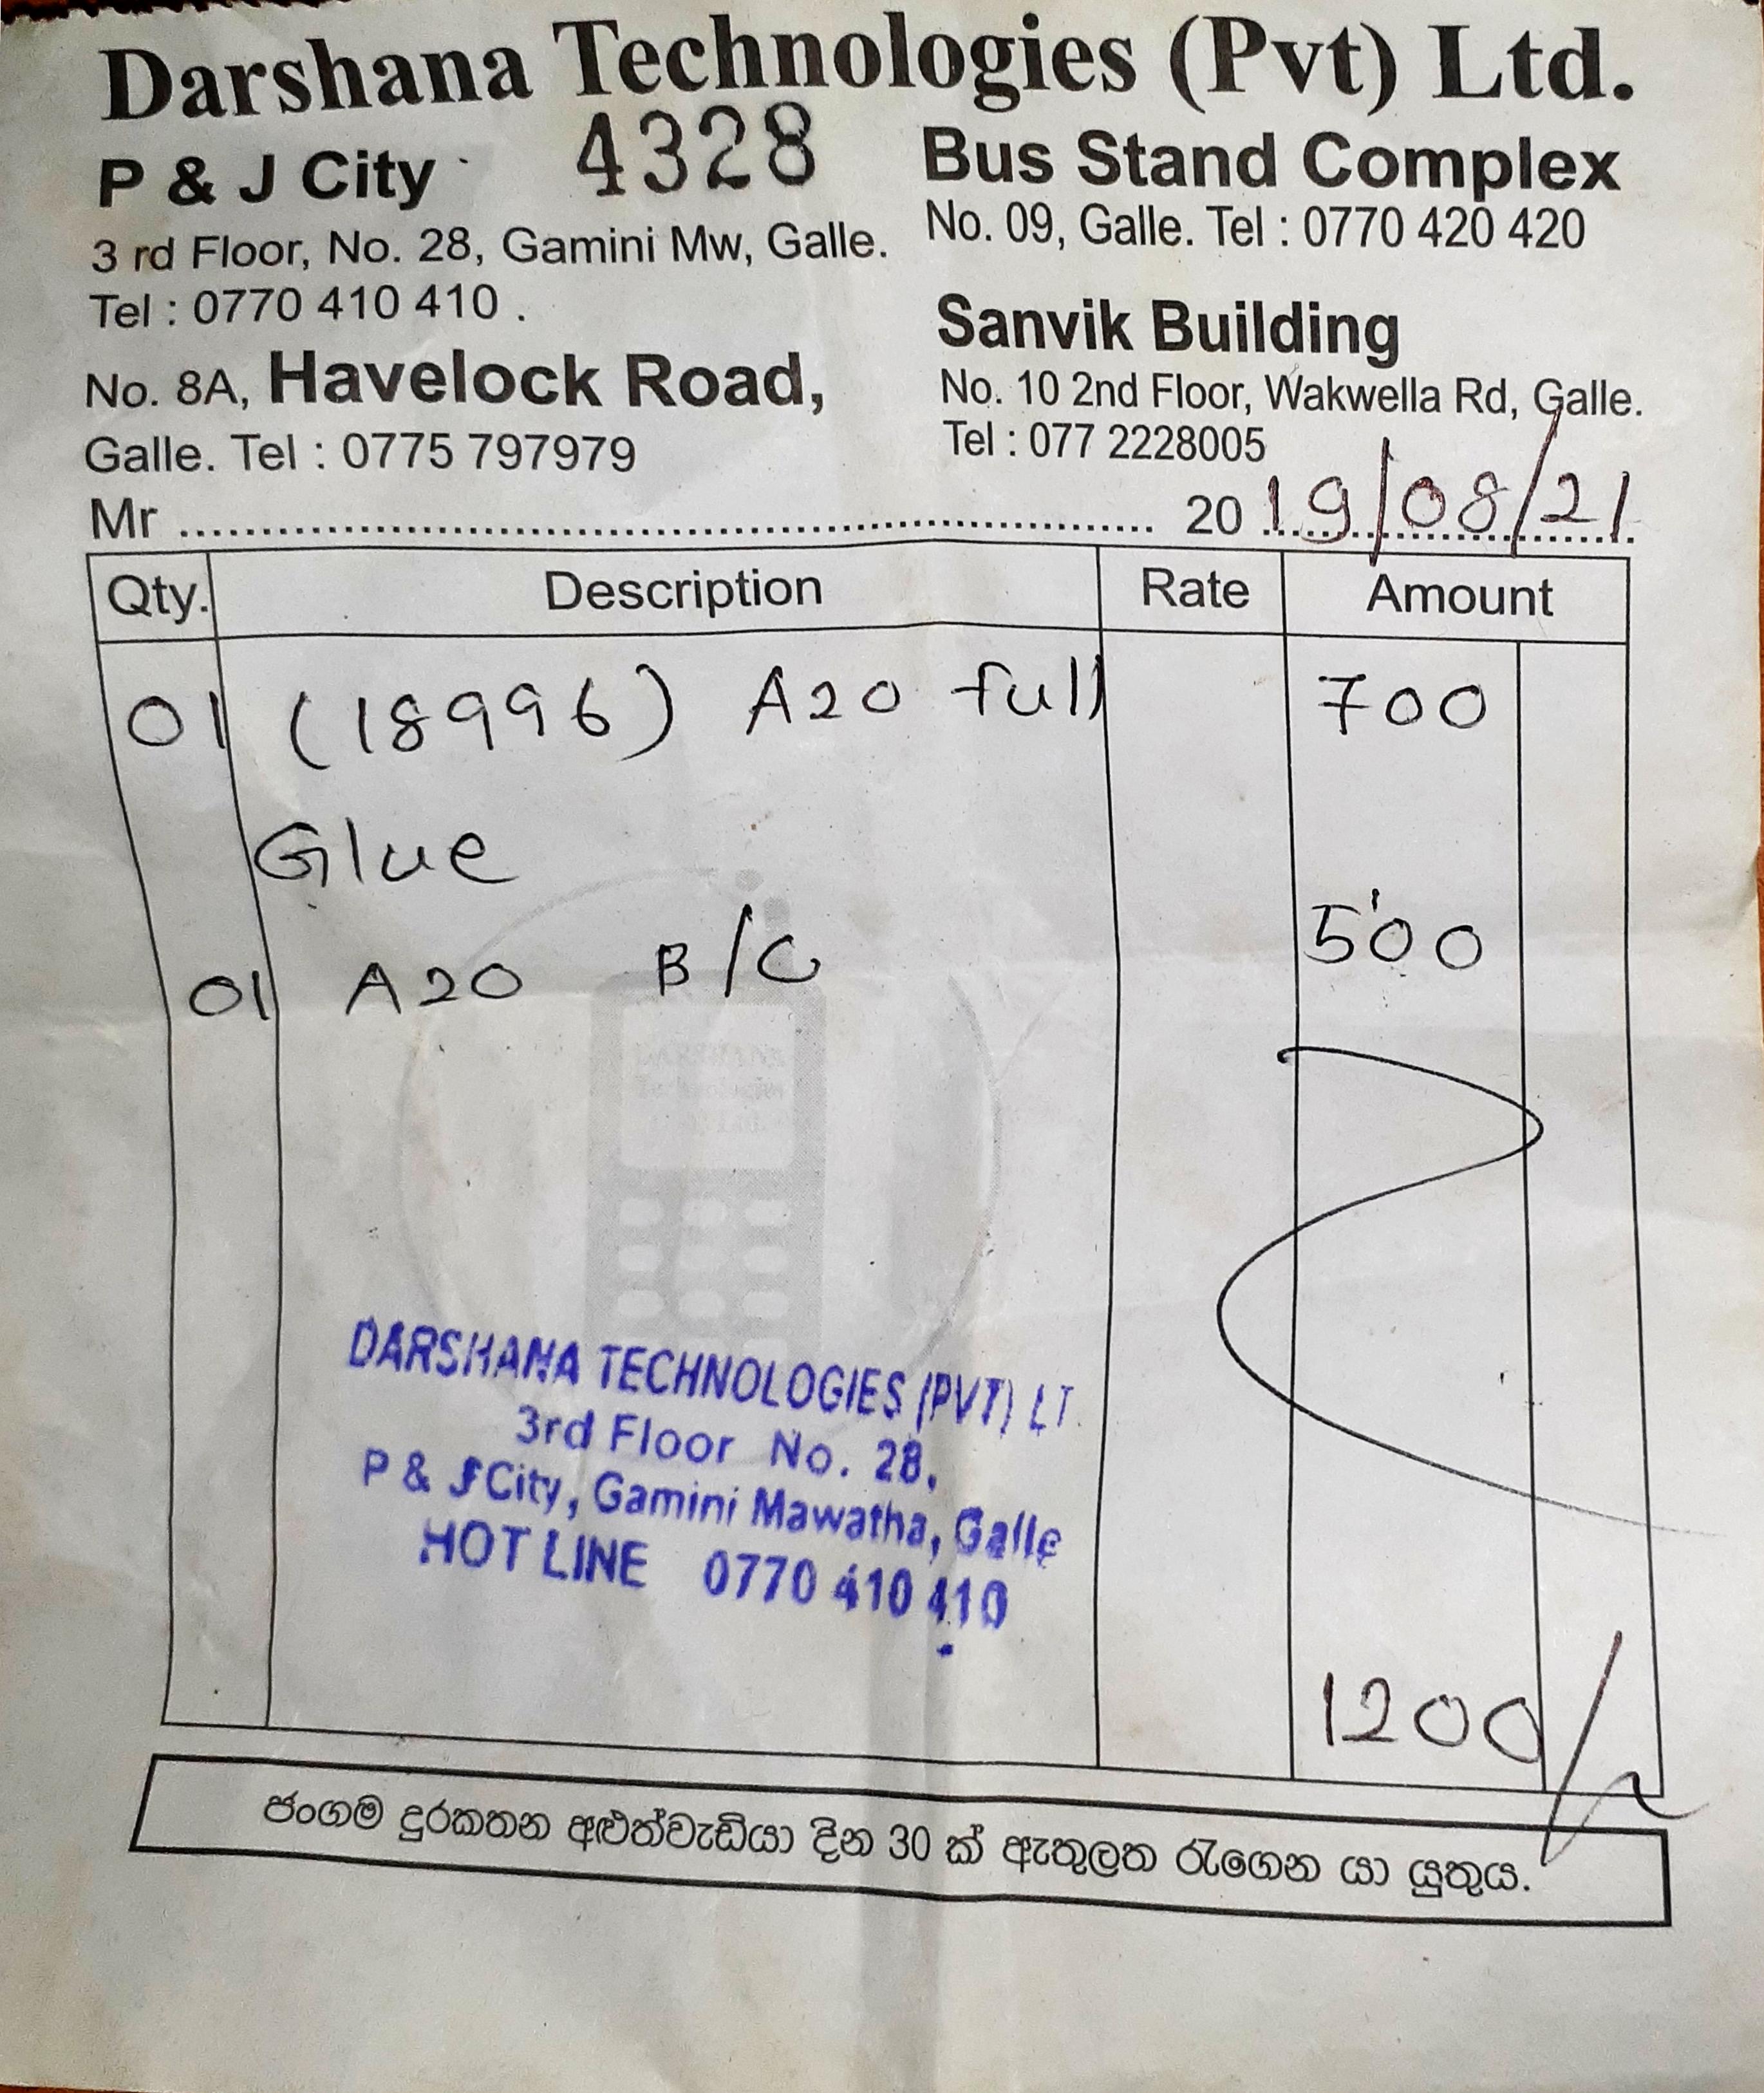 Darshana Technologies (Pvt) Ltd.
4328
P & J City
3 rd Floor, No. 28, Gamini Mw, Galle.
Tel : 0770 410 410 .
No. 8A, Havelock Road,
Galle. Tel : 0775 797979
Bus Stand Complex
No. 09, Galle. Tel : 0770 420 420
Sanvik Building
No. 10 2nd Floor, Wakwella Rd, Galle.
Tel : 077 2228005
Mr ........................ 20 19/08/21
Qty. Description Rate Amount
01 (18996) A20 full 700
Glue
01 A20 B/C 500
DARSHANA TECHNOLOGIES (PVT) LT
3rd Floor No. 28,
P & J City, Gamini Mawatha, Galle
HOT LINE 0770 410 410
1200/
ජංගම දුරකතන අළුත්වැඩියා දින 30 ක් ඇතුලත රැගෙන යා යුතුය.